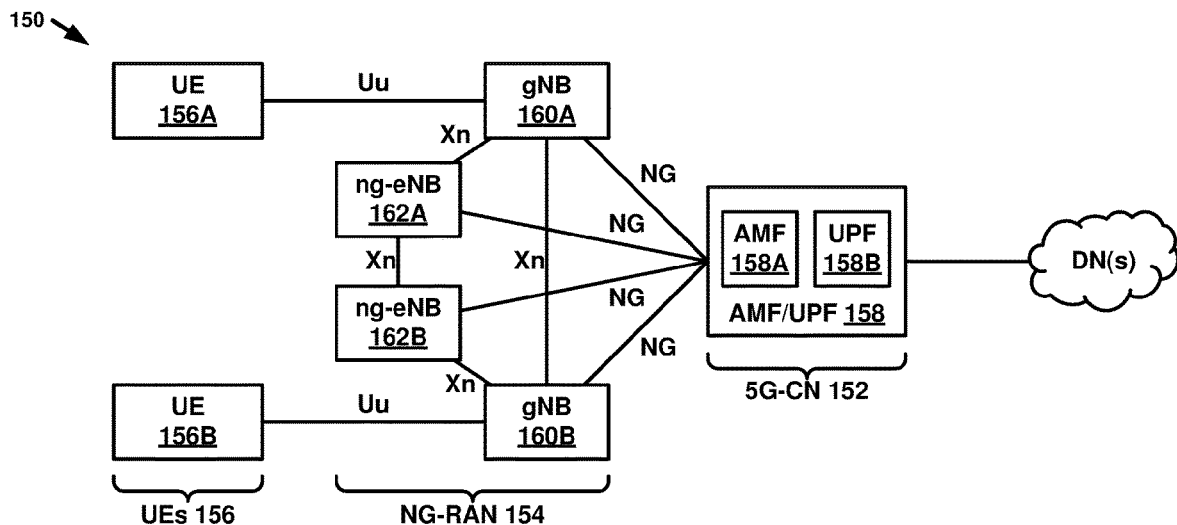 150
UE
156A
Uu
gNB
160A
Xn
ng-eNB
162A
NG
NG
Xn
Xn
AMF
158A
UPF
158B
DN(s)
ng-eNB
162B
NG
AMF/UPF 158
NG
Xn
5G-CN 152
UE
156B
Uu
gNB
160B
UEs 156
NG-RAN 154